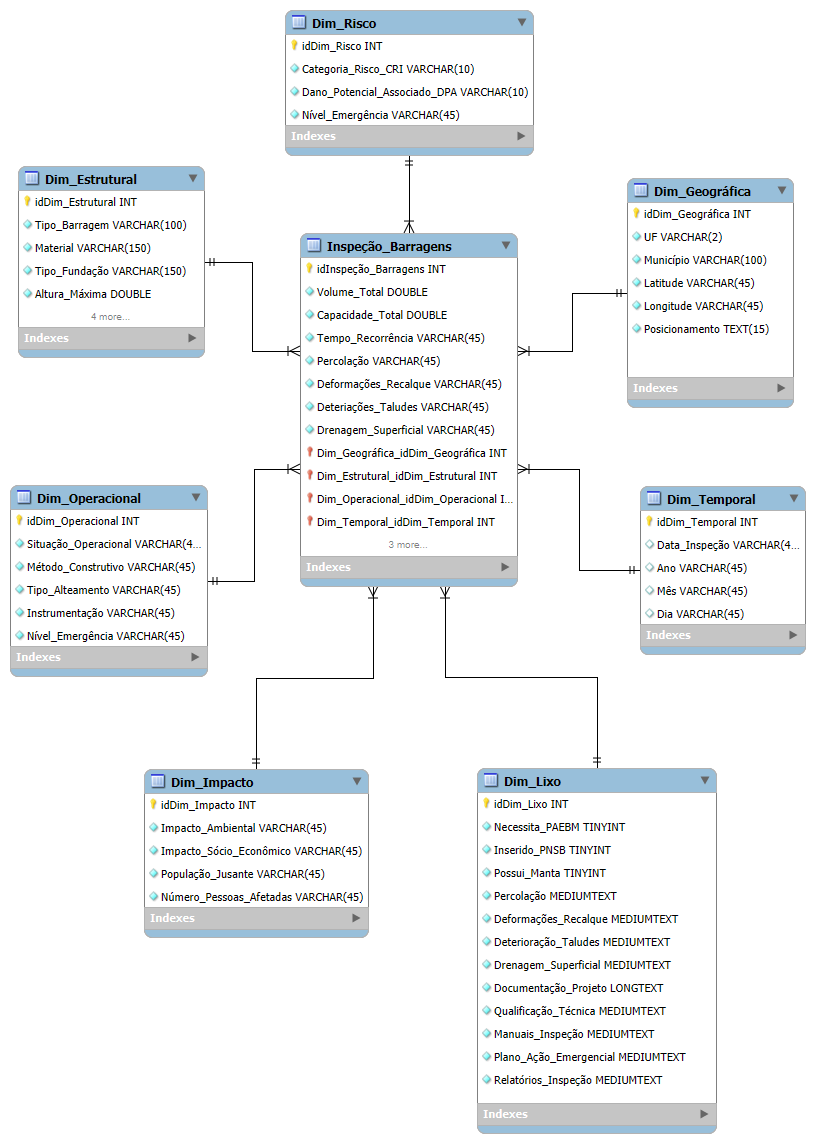 Dim_Risco
idDim_Risco INT
Categoria_Risco_CRI VARCHAR(10)
Dano_Potencial_Associado_DPA VARCHAR(10)
Nível_Emergência VARCHAR(45)
Indexes
Dim_Estrutural
idDim_Estrutural INT
Tipo_Barragem VARCHAR(100)
Material VARCHAR(150)
Tipo_Fundação VARCHAR(150)
Altura_Máxima DOUBLE
4 more...
Indexes
Dim_Geográfica
idDim_Geográfica INT
UF VARCHAR(2)
Município VARCHAR(100)
Latitude VARCHAR(45)
Longitude VARCHAR(45)
Posicionamento TEXT(15)
Indexes
Inspeção_Barragens
idInspeção_Barragens INT
Volume_Total DOUBLE
Capacidade_Total DOUBLE
Tempo_Recorrência VARCHAR(45)
Percolação VARCHAR(45)
Deformações_Recalque VARCHAR(45)
Deteriações_Taludes VARCHAR(45)
Drenagem_Superficial VARCHAR(45)
Dim_Geográfica_idDim_Geográfica INT
Dim_Estrutural_idDim_Estrutural INT
Dim_Operacional_idDim_Operacional I...
Dim_Temporal_idDim_Temporal INT
3 more...
Indexes
Dim_Operacional
idDim_Operacional INT
Situação_Operacional VARCHAR(4...
Método_Construtivo VARCHAR(45)
Tipo_Alteamento VARCHAR(45)
Instrumentação VARCHAR(45)
Nível_Emergência VARCHAR(45)
Indexes
Dim_Temporal
idDim_Temporal INT
Data_Inspeção VARCHAR(4...
Ano VARCHAR(45)
Mês VARCHAR(45)
Dia VARCHAR(45)
Indexes
Dim_Impacto
idDim_Impacto INT
Impacto_Ambiental VARCHAR(45)
Impacto_Sócio_Econômico VARCHAR(45)
População_Jusante VARCHAR(45)
Número_Pessoas_Afetadas VARCHAR(45)
Indexes
Dim_Lixo
idDim_Lixo INT
Necessita_PAEBM TINYINT
Inserido_PNSB TINYINT
Possui_Manta TINYINT
Percolação MEDIUMTEXT
Deformações_Recalque MEDIUMTEXT
Deterioração_Taludes MEDIUMTEXT
Drenagem_Superficial MEDIUMTEXT
Documentação_Projeto LONGTEXT
Qualificação_Técnica MEDIUMTEXT
Manuais_Inspeção MEDIUMTEXT
Plano_Ação_Emergencial MEDIUMTEXT
Relatórios_Inspeção MEDIUMTEXT
Indexes